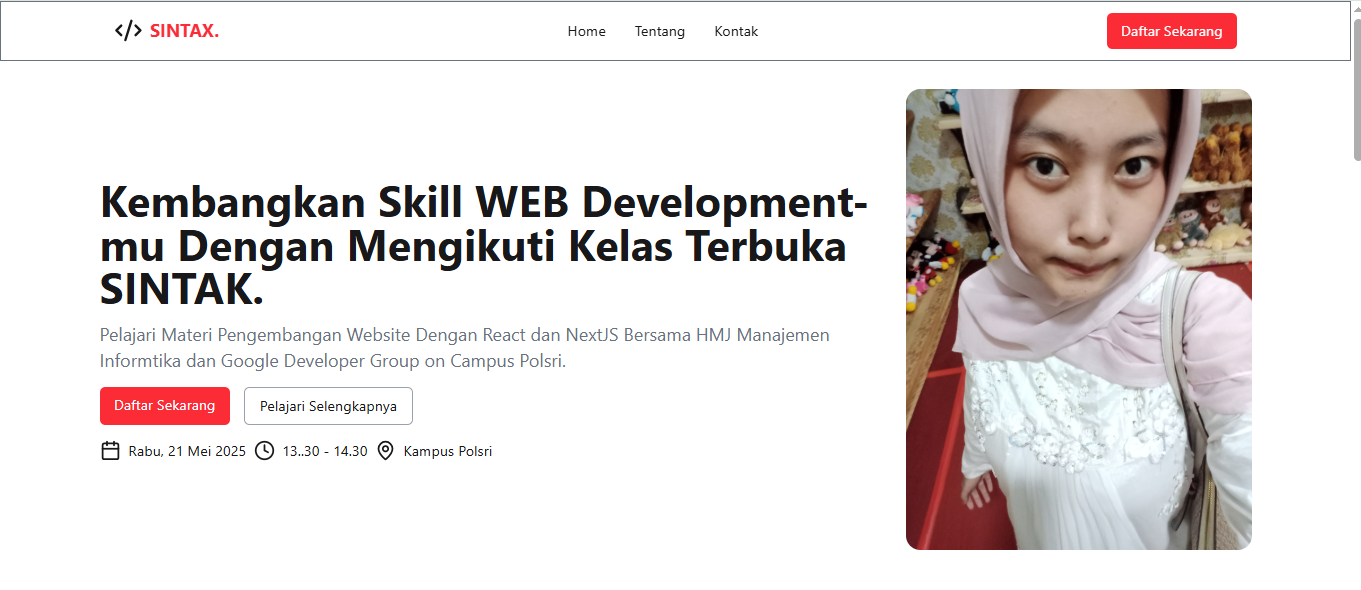 </> SINTAX.
Home Tentang Kontak
Daftar Sekarang
Kembangkan Skill WEB Development-
mu Dengan Mengikuti Kelas Terbuka
SINTAK.
Pelajari Materi Pengembangan Website Dengan React dan NextJS Bersama HMJ Manajemen
Informtika dan Google Developer Group on Campus Polsri.
Daftar Sekarang Pelajari Selengkapnya
Rabu, 21 Mei 2025 13..30 - 14.30 Kampus Polsri